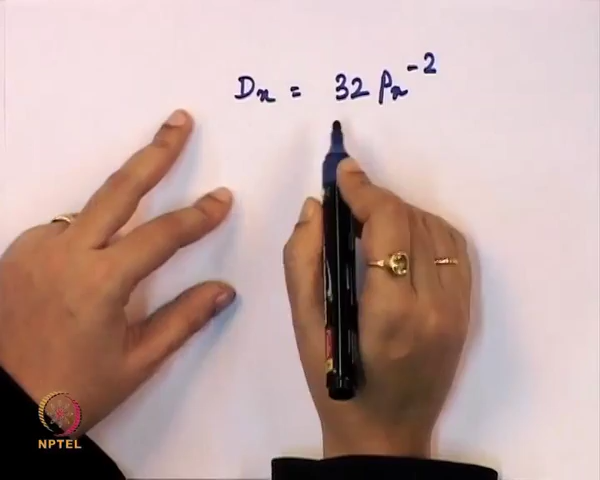 Dₓ = 32 Pₓ⁻²
NPTEL